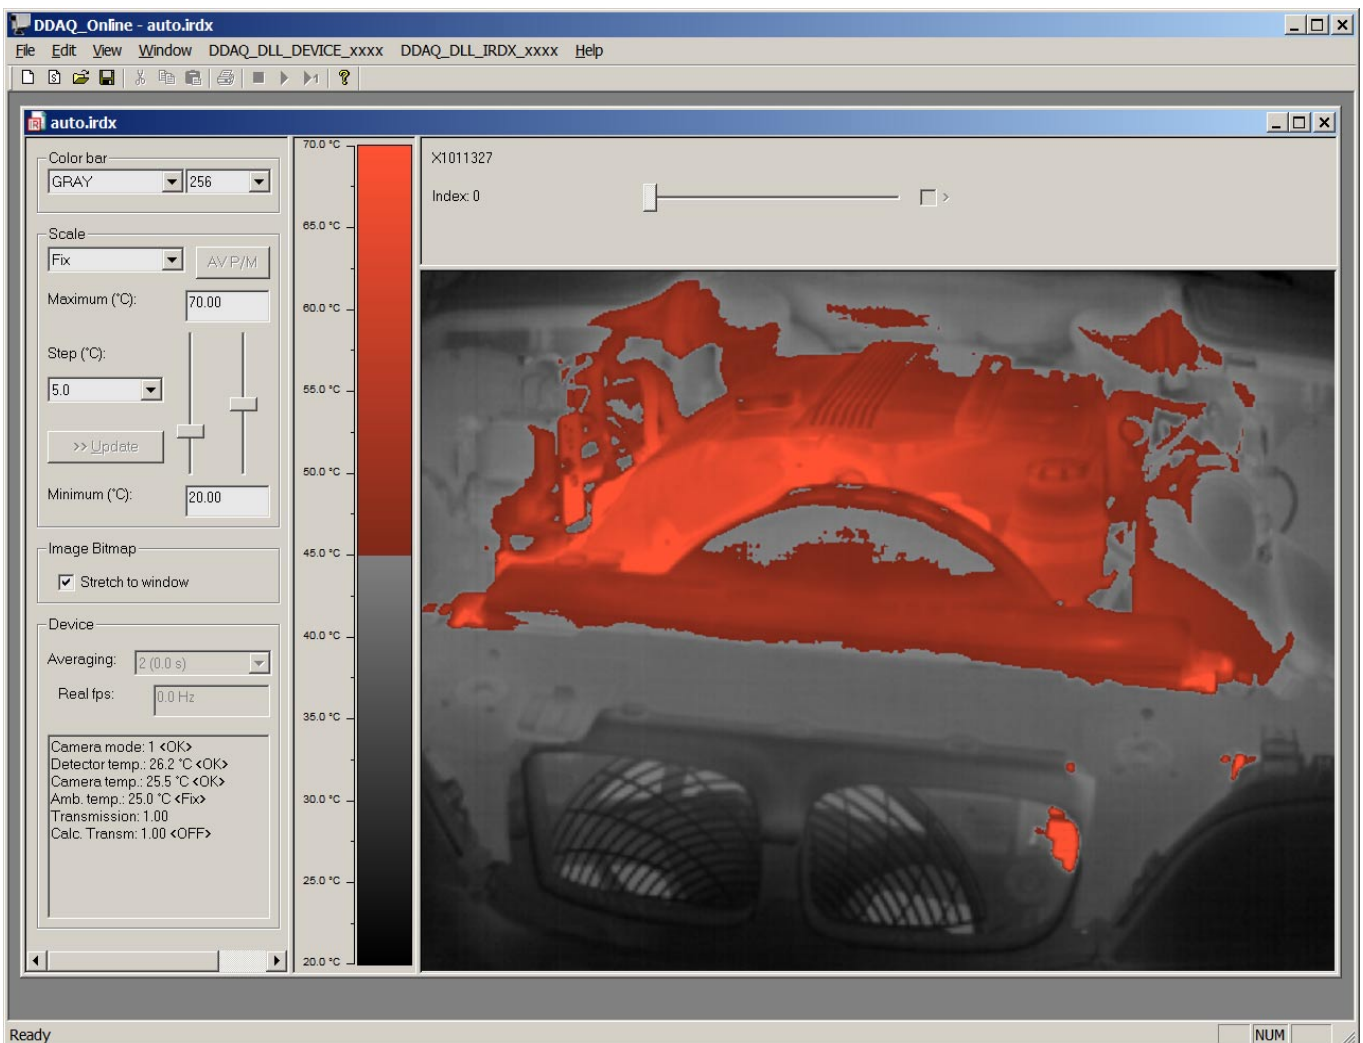 DDAQ_Online - auto.irdx
File Edit View Window DDAQ_DLL_DEVICE_xxxx DDAQ_DLL_IRDX_xxxx Help
auto.irdx
Color bar
GRAY 256
Scale
Fix AV P/M
Maximum (°C): 70.00
Step (°C):
5.0
>> Update
Minimum (°C): 20.00
Image Bitmap
Stretch to window
Device
Averaging: 2 (0.0 s)
Real fps: 0.0 Hz
Camera mode: 1 <OK>
Detector temp.: 26.2 °C <OK>
Camera temp.: 25.5 °C <OK>
Amb. temp.: 25.0 °C <Fix>
Transmission: 1.00
Calc. Transm: 1.00 <OFF>
70.0 °C
65.0 °C
60.0 °C
55.0 °C
50.0 °C
45.0 °C
40.0 °C
35.0 °C
30.0 °C
25.0 °C
20.0 °C
X1011327
Index: 0 >
Ready NUM